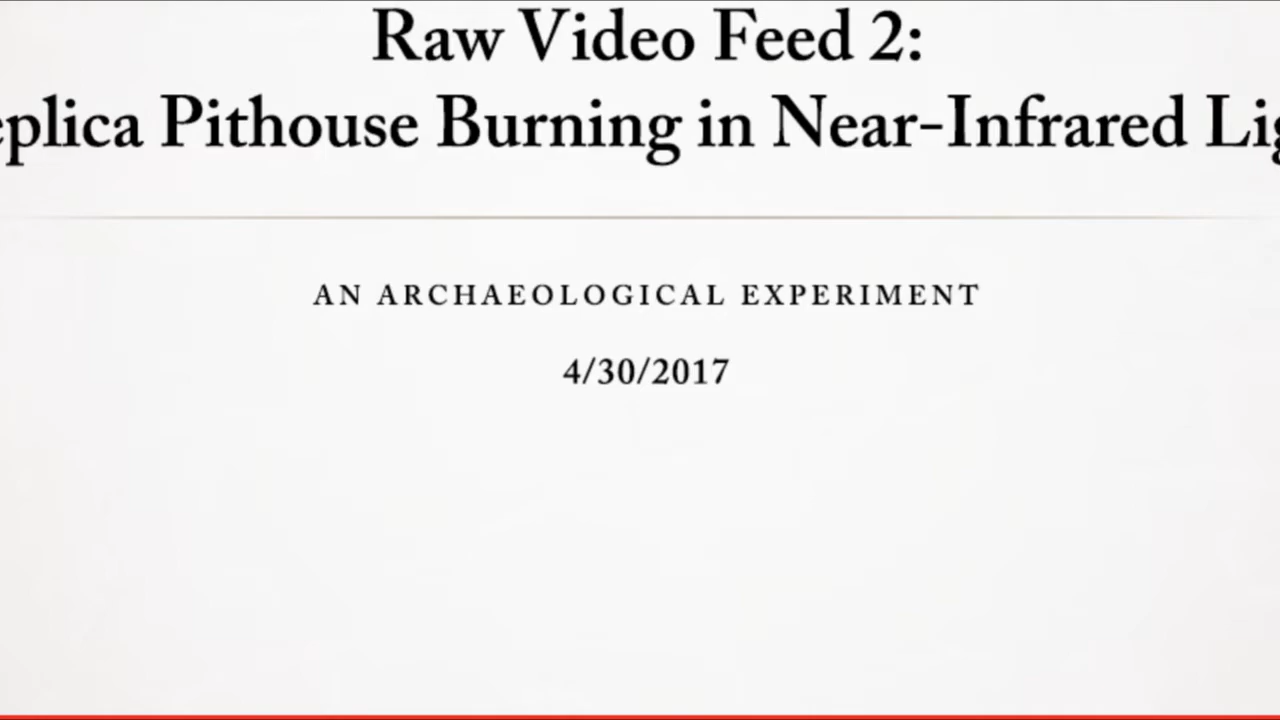 Raw Video Feed 2:
eplica Pithouse Burning in Near-Infrared Lig
AN ARCHAEOLOGICAL EXPERIMENT
4/30/2017